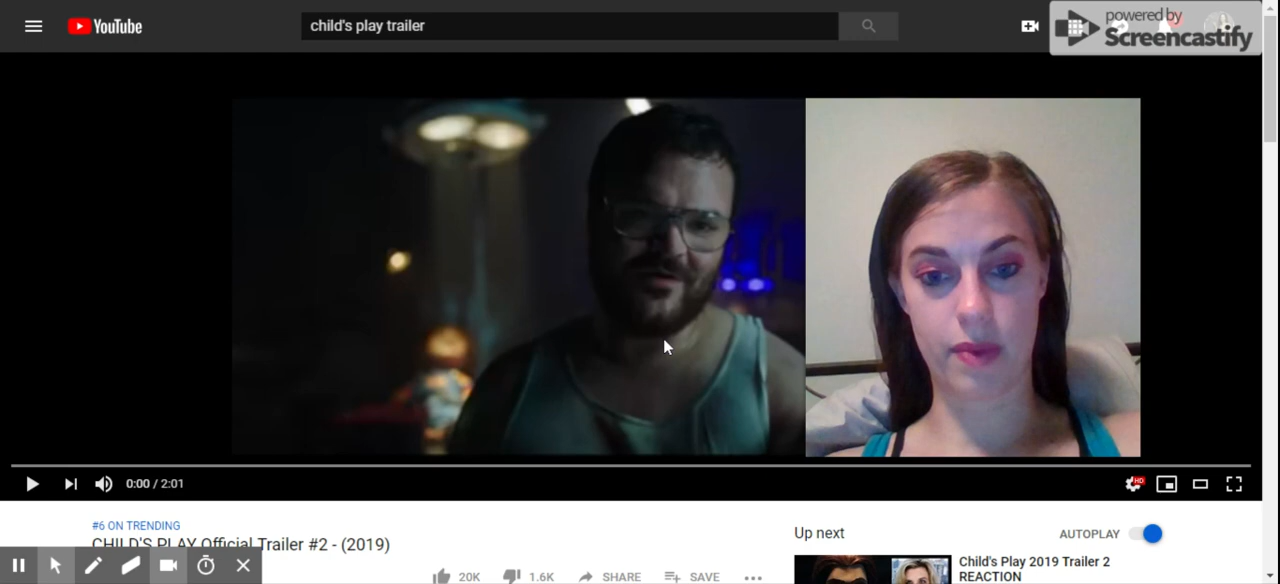 YouTube
child's play trailer
powered by
Screencastify
0:00 / 2:01
HD
#6 ON TRENDING
CHILD'S PLAY Official Trailer #2 - (2019)
20K
1.6K
SHARE
SAVE
Up next
AUTOPLAY
Child's Play 2019 Trailer 2
REACTION